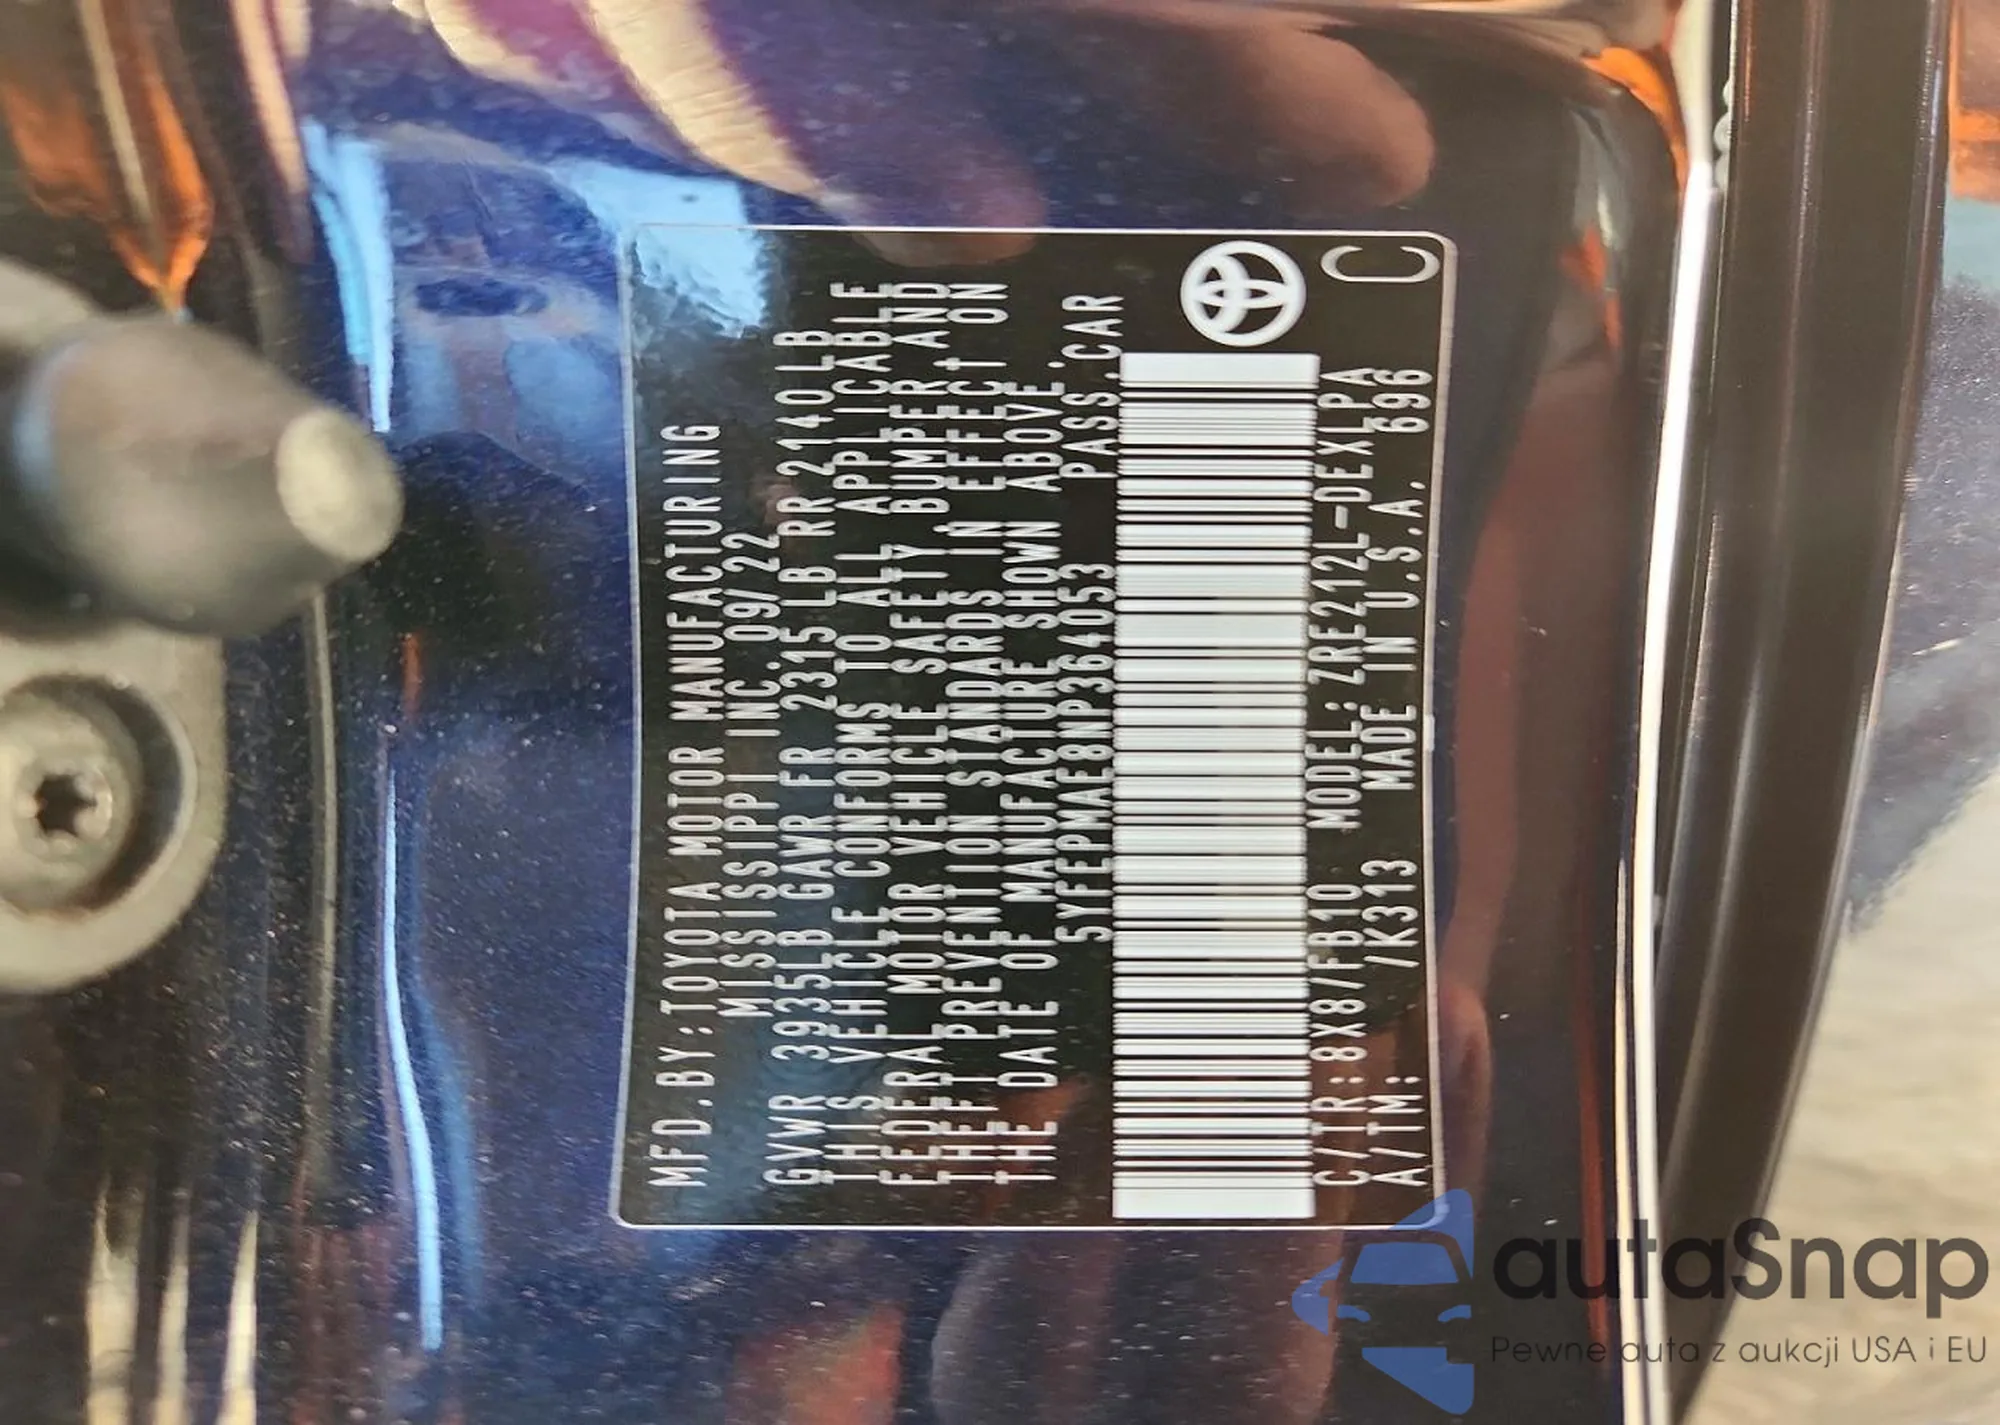 MFD.BY:TOYOTA MOTOR MANUFACTURING
MISSISSIPPI INC.09/22
GVWR 3935LB GAWR FR 2315 LB RR 2140LB
THIS VEHICLE CONFORMS TO ALL APPLICABLE
FEDERAL MOTOR VEHICLE SAFETY,BUMPER AND
THEFT PREVENTION STANDARDS IN EFFECT ON
THE DATE OF MANUFACTURE SHOWN ABOVE.
5YFEPMAE8NP364053 PASS.CAR
C/TR:8X8/FB10 MODEL:ZRE212L-DEXLPA
A/TM: /K313 MADE IN U.S.A. 696
C
autaSnap
Pewne auta z aukcji USA i EU